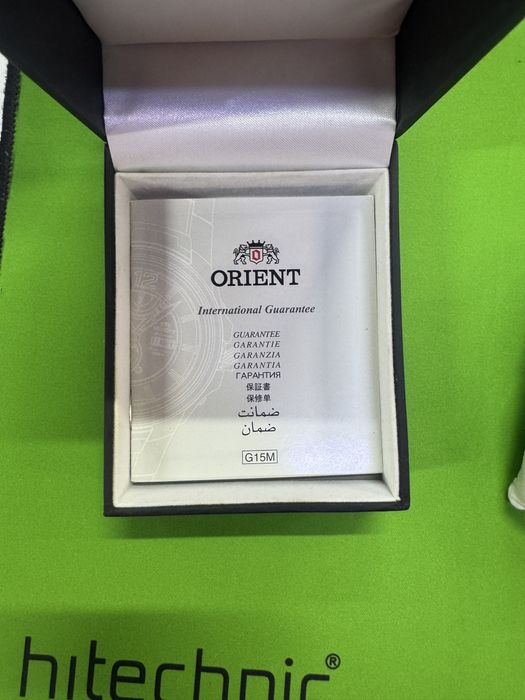 ORIENT
International Guarantee
GUARANTEE
GARANTIE
GARANZIA
GARANTIA
ГАРАНТИЯ
保証書
保修单
ضمانت
ضمان
G15M
hitechnic®